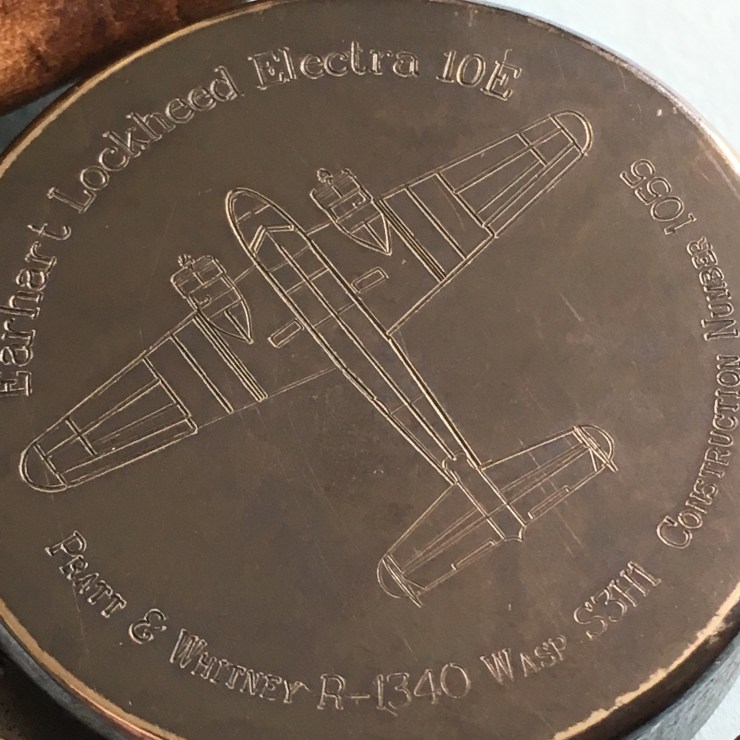 Earhart Lockheed Electra 10E
Construction Number 1055
Pratt & Whitney R-1340 Wasp S3H1